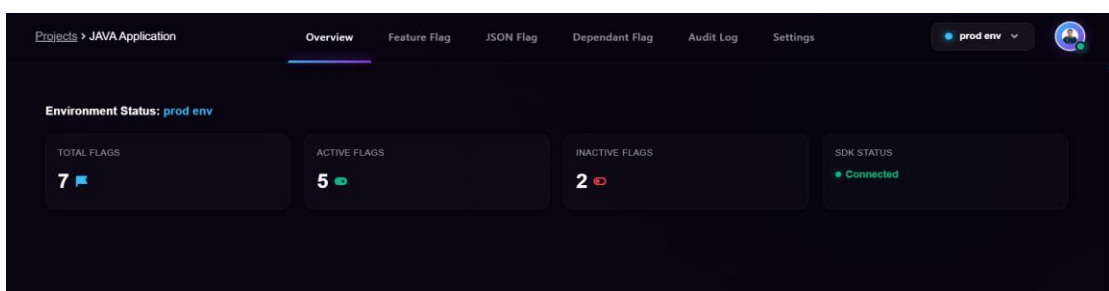 Projects > JAVA Application Overview Feature Flag JSON Flag Dependant Flag Audit Log Settings prod env
Environment Status: prod env
TOTAL FLAGS ACTIVE FLAGS INACTIVE FLAGS SDK STATUS
7 5 2 Connected